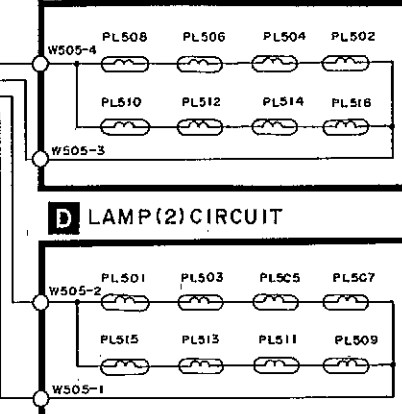 PL508 PL506 PL504 PL502
W505-4
PL510 PL512 PL514 PL516
W505-3
D LAMP(2) CIRCUIT
PL501 PL503 PL505 PL507
W505-2
PL515 PL513 PL511 PL509
W505-1